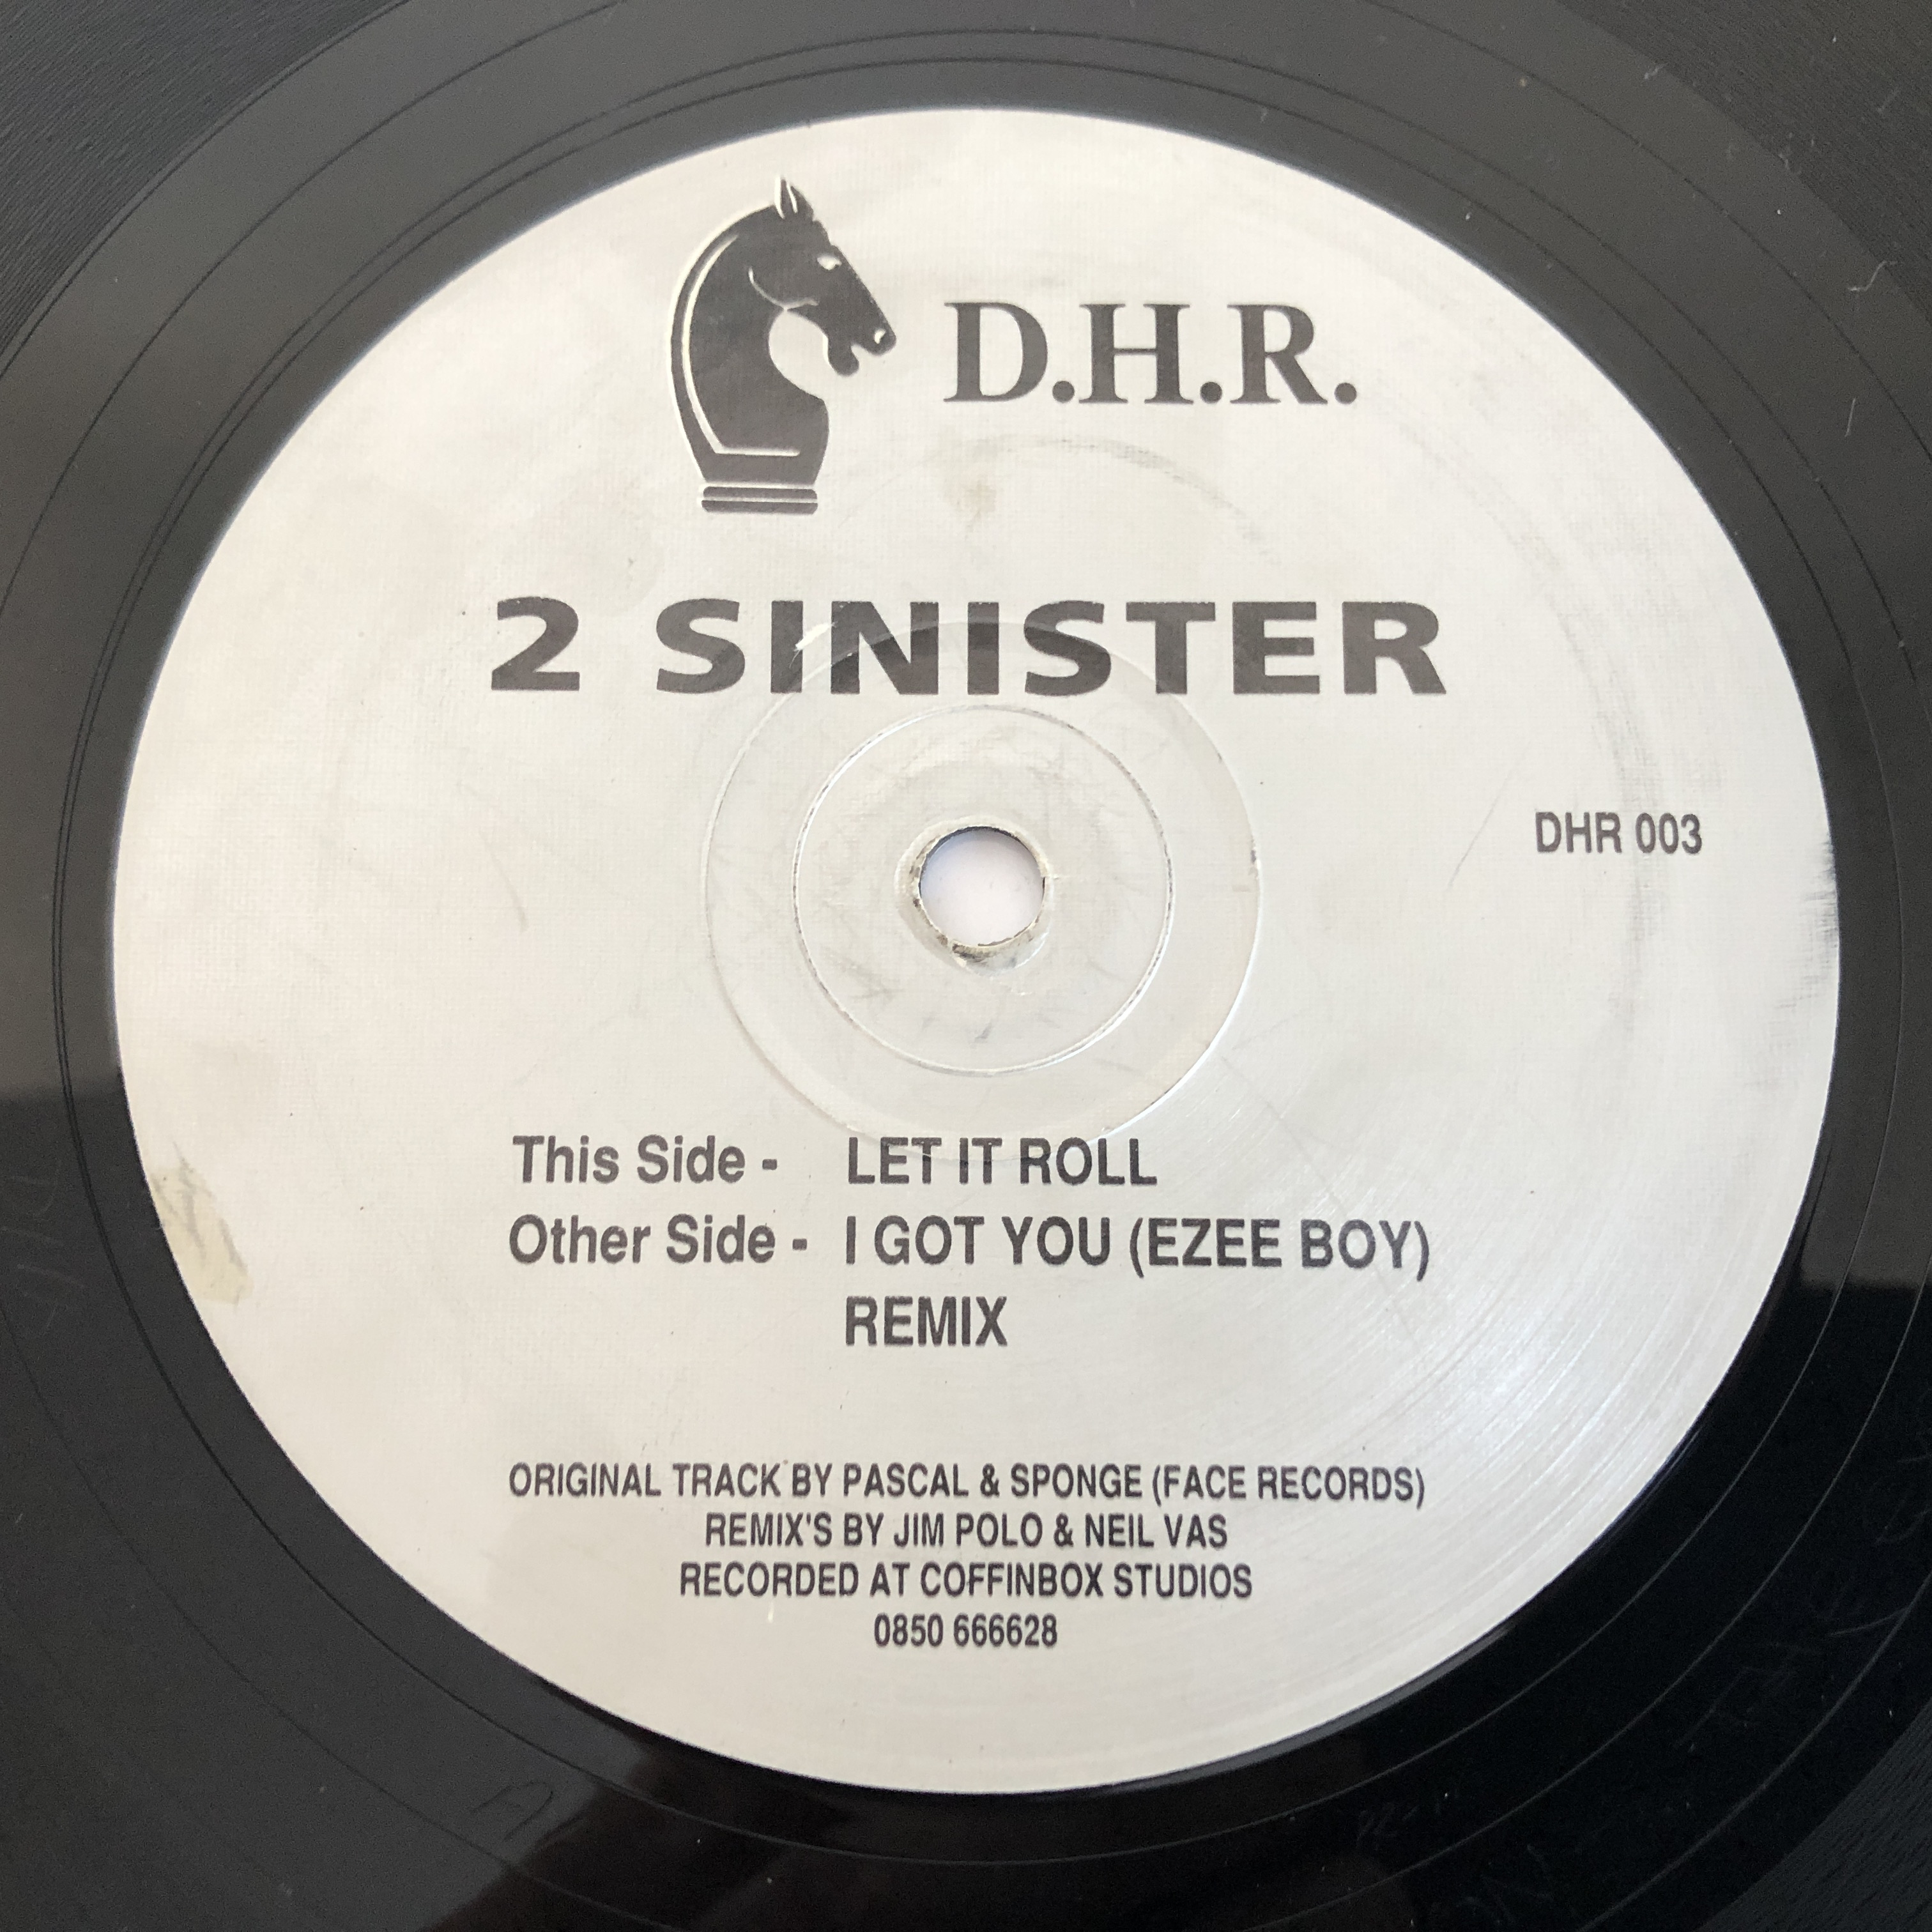 D.H.R.
2 SINISTER
DHR 003
This Side - LET IT ROLL
Other Side - I GOT YOU (EZEE BOY)
REMIX
ORIGINAL TRACK BY PASCAL & SPONGE (FACE RECORDS)
REMIX'S BY JIM POLO & NEIL VAS
RECORDED AT COFFINBOX STUDIOS
0850 666628
A